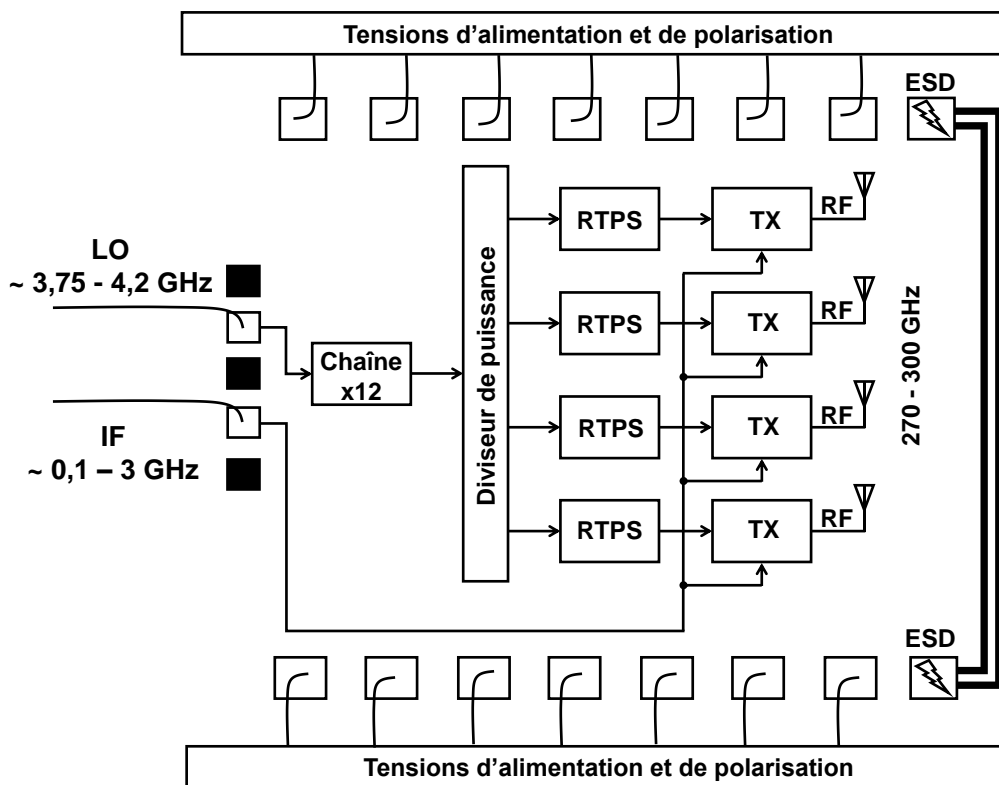 Tensions d'alimentation et de polarisation
ESD
LO
~ 3,75 - 4,2 GHz
IF
~ 0,1 – 3 GHz
Chaîne
x12
Diviseur de puissance
RTPS
TX
RF
RTPS
TX
RF
RTPS
TX
RF
RTPS
TX
RF
270 - 300 GHz
ESD
Tensions d'alimentation et de polarisation